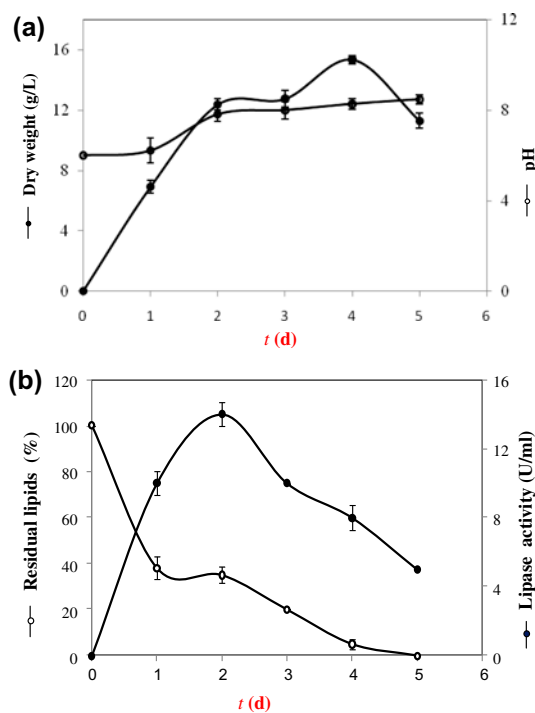 (a)
Dry weight (g/L)
16
12
8
4
0
12
8
4
0
pH
0 1 2 3 4 5 6
t (d)
(b)
Residual lipids (%)
120
100
80
60
40
20
0
16
12
8
4
0
Lipase activity (U/ml)
0 1 2 3 4 5 6
t (d)